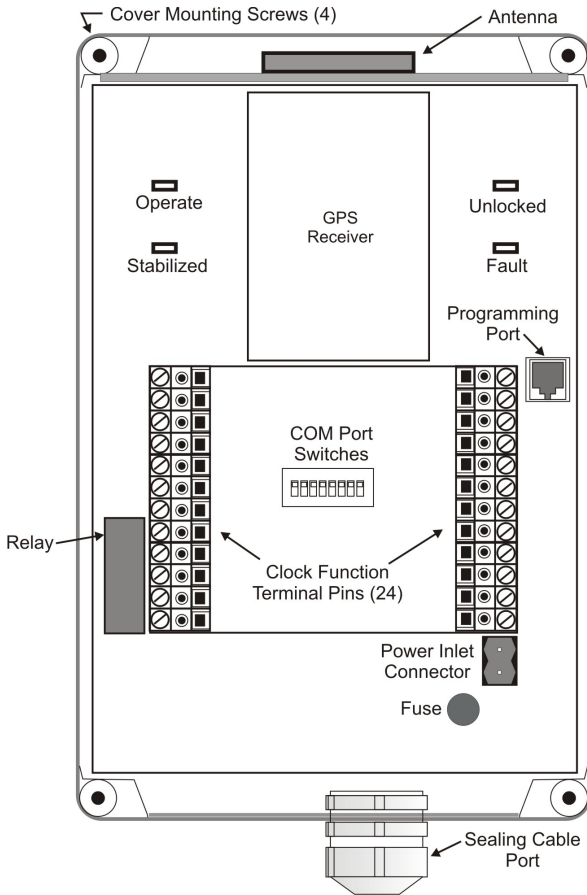 Cover Mounting Screws (4)
Antenna
Operate
Unlocked
GPS
Receiver
Stabilized
Fault
Programming
Port
COM Port
Switches
Relay
Clock Function
Terminal Pins (24)
Power Inlet
Connector
Fuse
Sealing Cable
Port